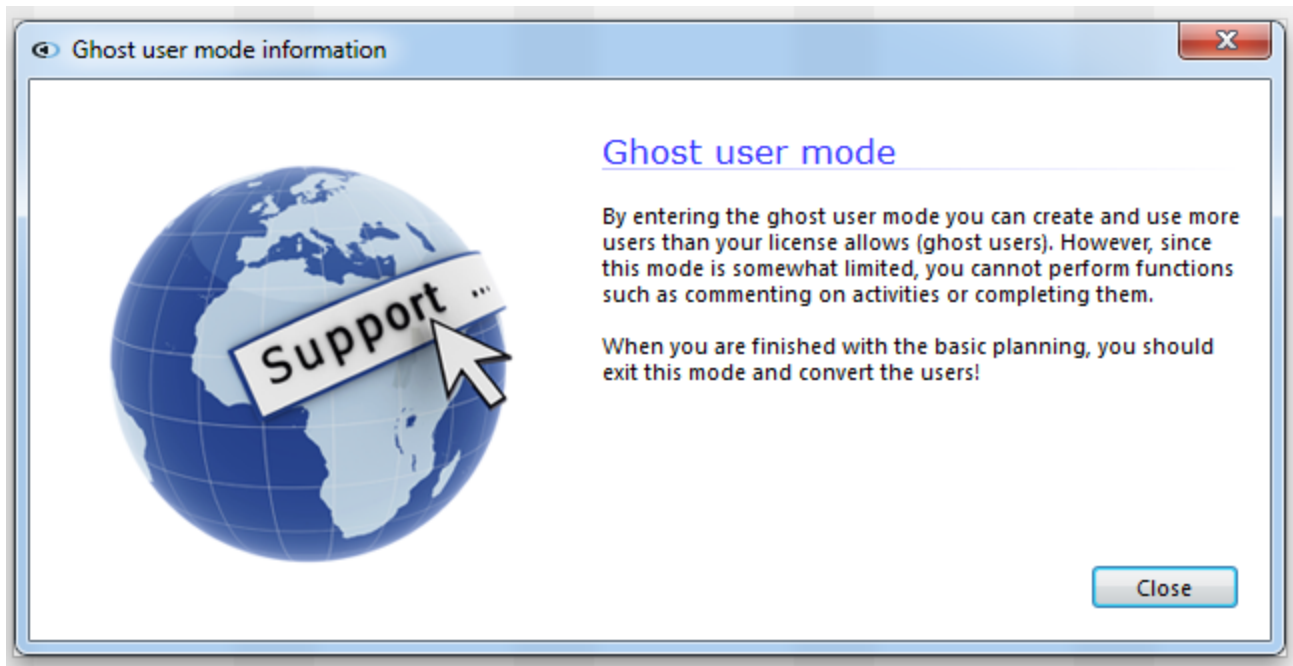 Ghost user mode information
Ghost user mode
Support ...
By entering the ghost user mode you can create and use more
users than your license allows (ghost users). However, since
this mode is somewhat limited, you cannot perform functions
such as commenting on activities or completing them.
When you are finished with the basic planning, you should
exit this mode and convert the users!
Close